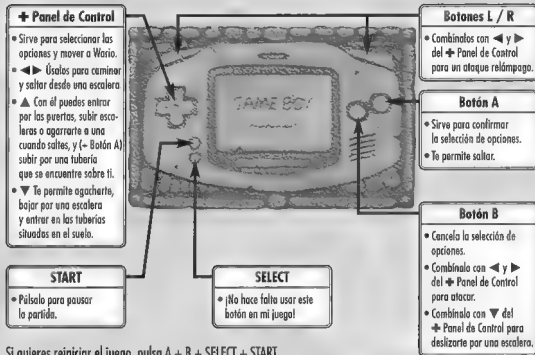 ✚ Panel de Control
• Sirve para seleccionar las
opciones y mover a Wario.
• ◀ ▶ Úsalos para caminar
y saltar desde una escalera
• ▲ Con él puedes entrar
por las puertas, subir esca-
leras o agarrarte a una
cuando saltes, y (+ Botón A)
subir por una tubería
que se encuentre sobre ti.
• ▼ Te permite agacharte,
bajar por una escalera
y entrar en las tuberías
situadas en el suelo.
GAME BOY
Botones L / R
• Combínalos con ◀ y ▶
del ✚ Panel de Control
para un ataque relámpago.
Botón A
• Sirve para confirmar
la selección de opciones.
• Te permite saltar.
Botón B
• Cancela la selección de
opciones.
• Combínalo con ◀ y ▶
del ✚ Panel de Control
para atacar.
• Combínalo con ▼ del
✚ Panel de Control para
deslizarte por una escalera.
START
• Púlsalo para pausar
la partida.
SELECT
• ¡No hace falta usar este
botón en mi juego!
Si quieres reiniciar el juego, pulsa A + B + SELECT + START